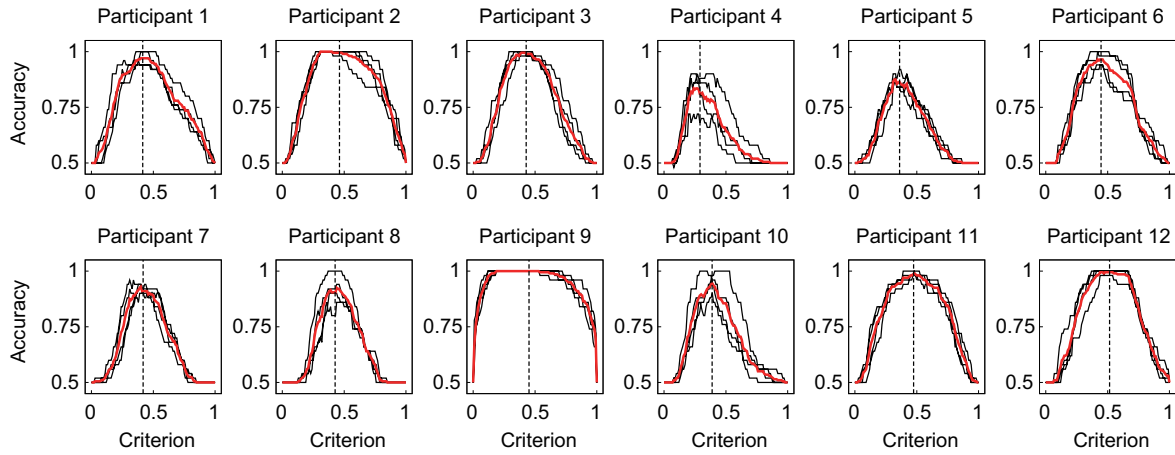 Participant 1 Participant 2 Participant 3 Participant 4 Participant 5 Participant 6
1 1 1 1 1 1
Accuracy
0.75 0.75 0.75 0.75 0.75 0.75
0.5 0.5 0.5 0.5 0.5 0.5
0 0.5 1 0 0.5 1 0 0.5 1 0 0.5 1 0 0.5 1 0 0.5 1
Participant 7 Participant 8 Participant 9 Participant 10 Participant 11 Participant 12
1 1 1 1 1 1
Accuracy
0.75 0.75 0.75 0.75 0.75 0.75
0.5 0.5 0.5 0.5 0.5 0.5
0 0.5 1 0 0.5 1 0 0.5 1 0 0.5 1 0 0.5 1 0 0.5 1
Criterion Criterion Criterion Criterion Criterion Criterion